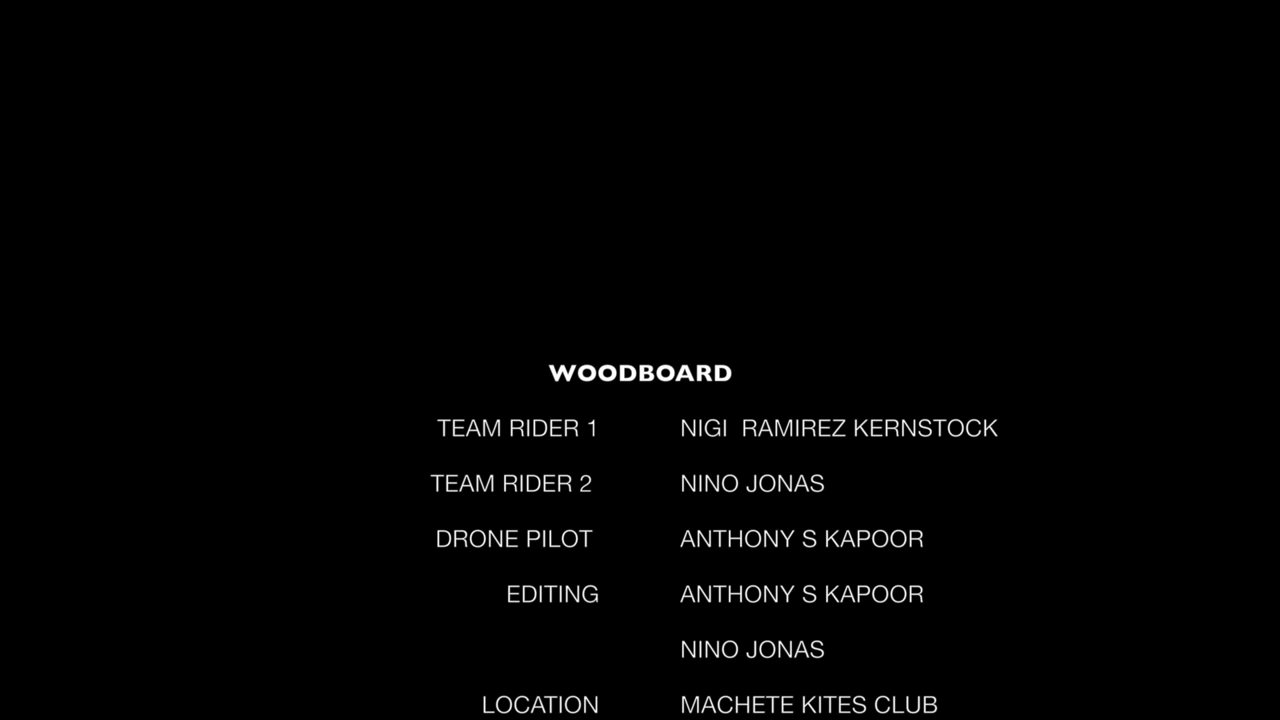 WOODBOARD
TEAM RIDER 1 NIGI RAMIREZ KERNSTOCK
TEAM RIDER 2 NINO JONAS
DRONE PILOT ANTHONY S KAPOOR
EDITING ANTHONY S KAPOOR
NINO JONAS
LOCATION MACHETE KITES CLUB